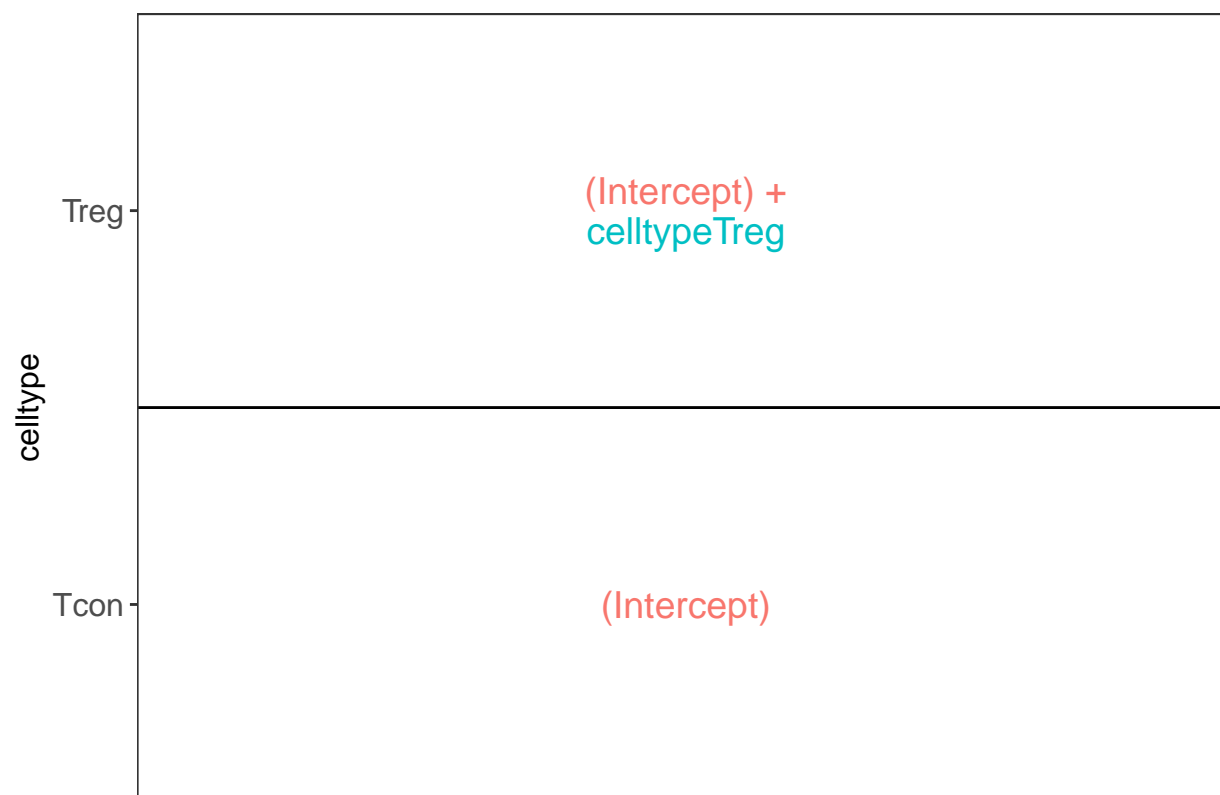 Treg
(Intercept) +
celltypeTreg
celltype
Tcon
(Intercept)